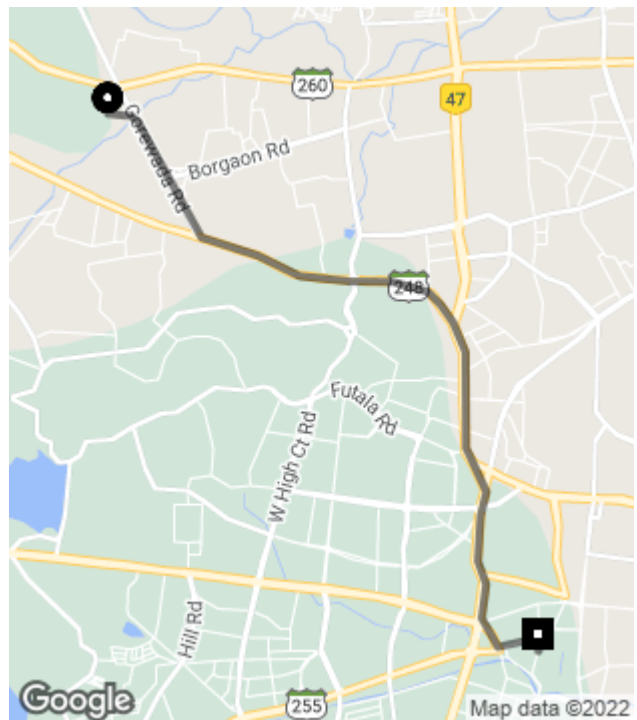 260
47
Gorewada Rd
Borgaon Rd
248
Futala Rd
W High Ct Rd
Hill Rd
255
Google
Map data ©2022